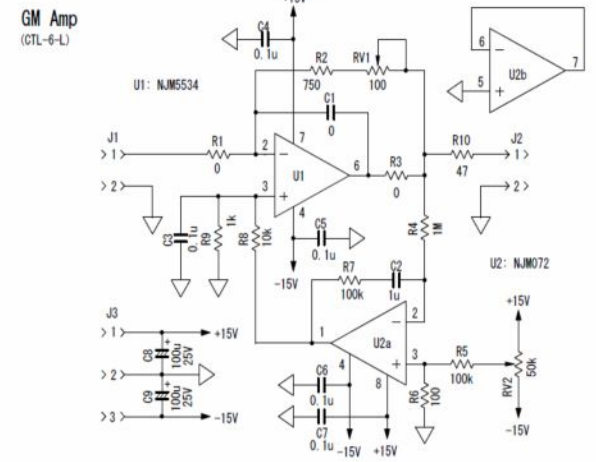 GM Amp
(CTL-6-L)
+15V
C4
0.1u
R2
750
RV1
100
6
5
7
U2b
U1: NJM5534
C1
0
J1
1
2
R1
0
2
3
7
6
4
U1
R3
0
R10
47
J2
1
2
C3
0.1u
R9
1k
R8
10k
C5
0.1u
-15V
R4
1M
R7
100k
C2
1u
U2: NJM072
J3
1
+15V
C8
100u
25V
2
C9
100u
25V
3
-15V
1
2
3
U2a
4
8
+15V
R5
100k
RV2
50k
R6
100
-15V
C6
0.1u
C7
0.1u
-15V
+15V